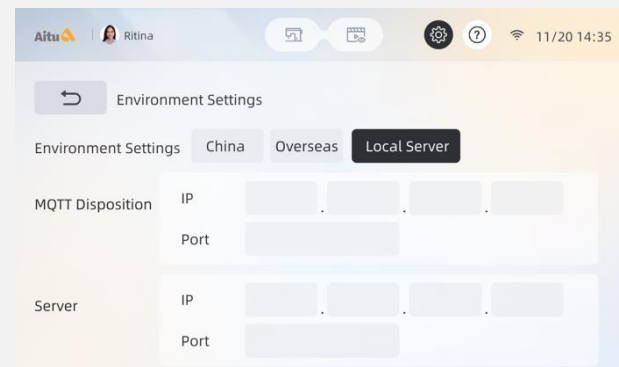 Aitu Ritina ? 11/20 14:35
Environment Settings
Environment Settings China Overseas Local Server
MQTT Disposition IP . . .
Port
Server IP . . .
Port